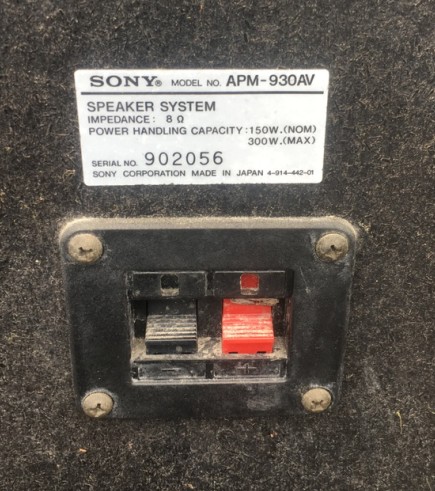 SONY® MODEL NO. APM-930AV
SPEAKER SYSTEM
IMPEDANCE: 8 Ω
POWER HANDLING CAPACITY: 150W.(NOM)
300W.(MAX)
SERIAL NO. 902056
SONY CORPORATION MADE IN JAPAN 4-914-442-01
− +